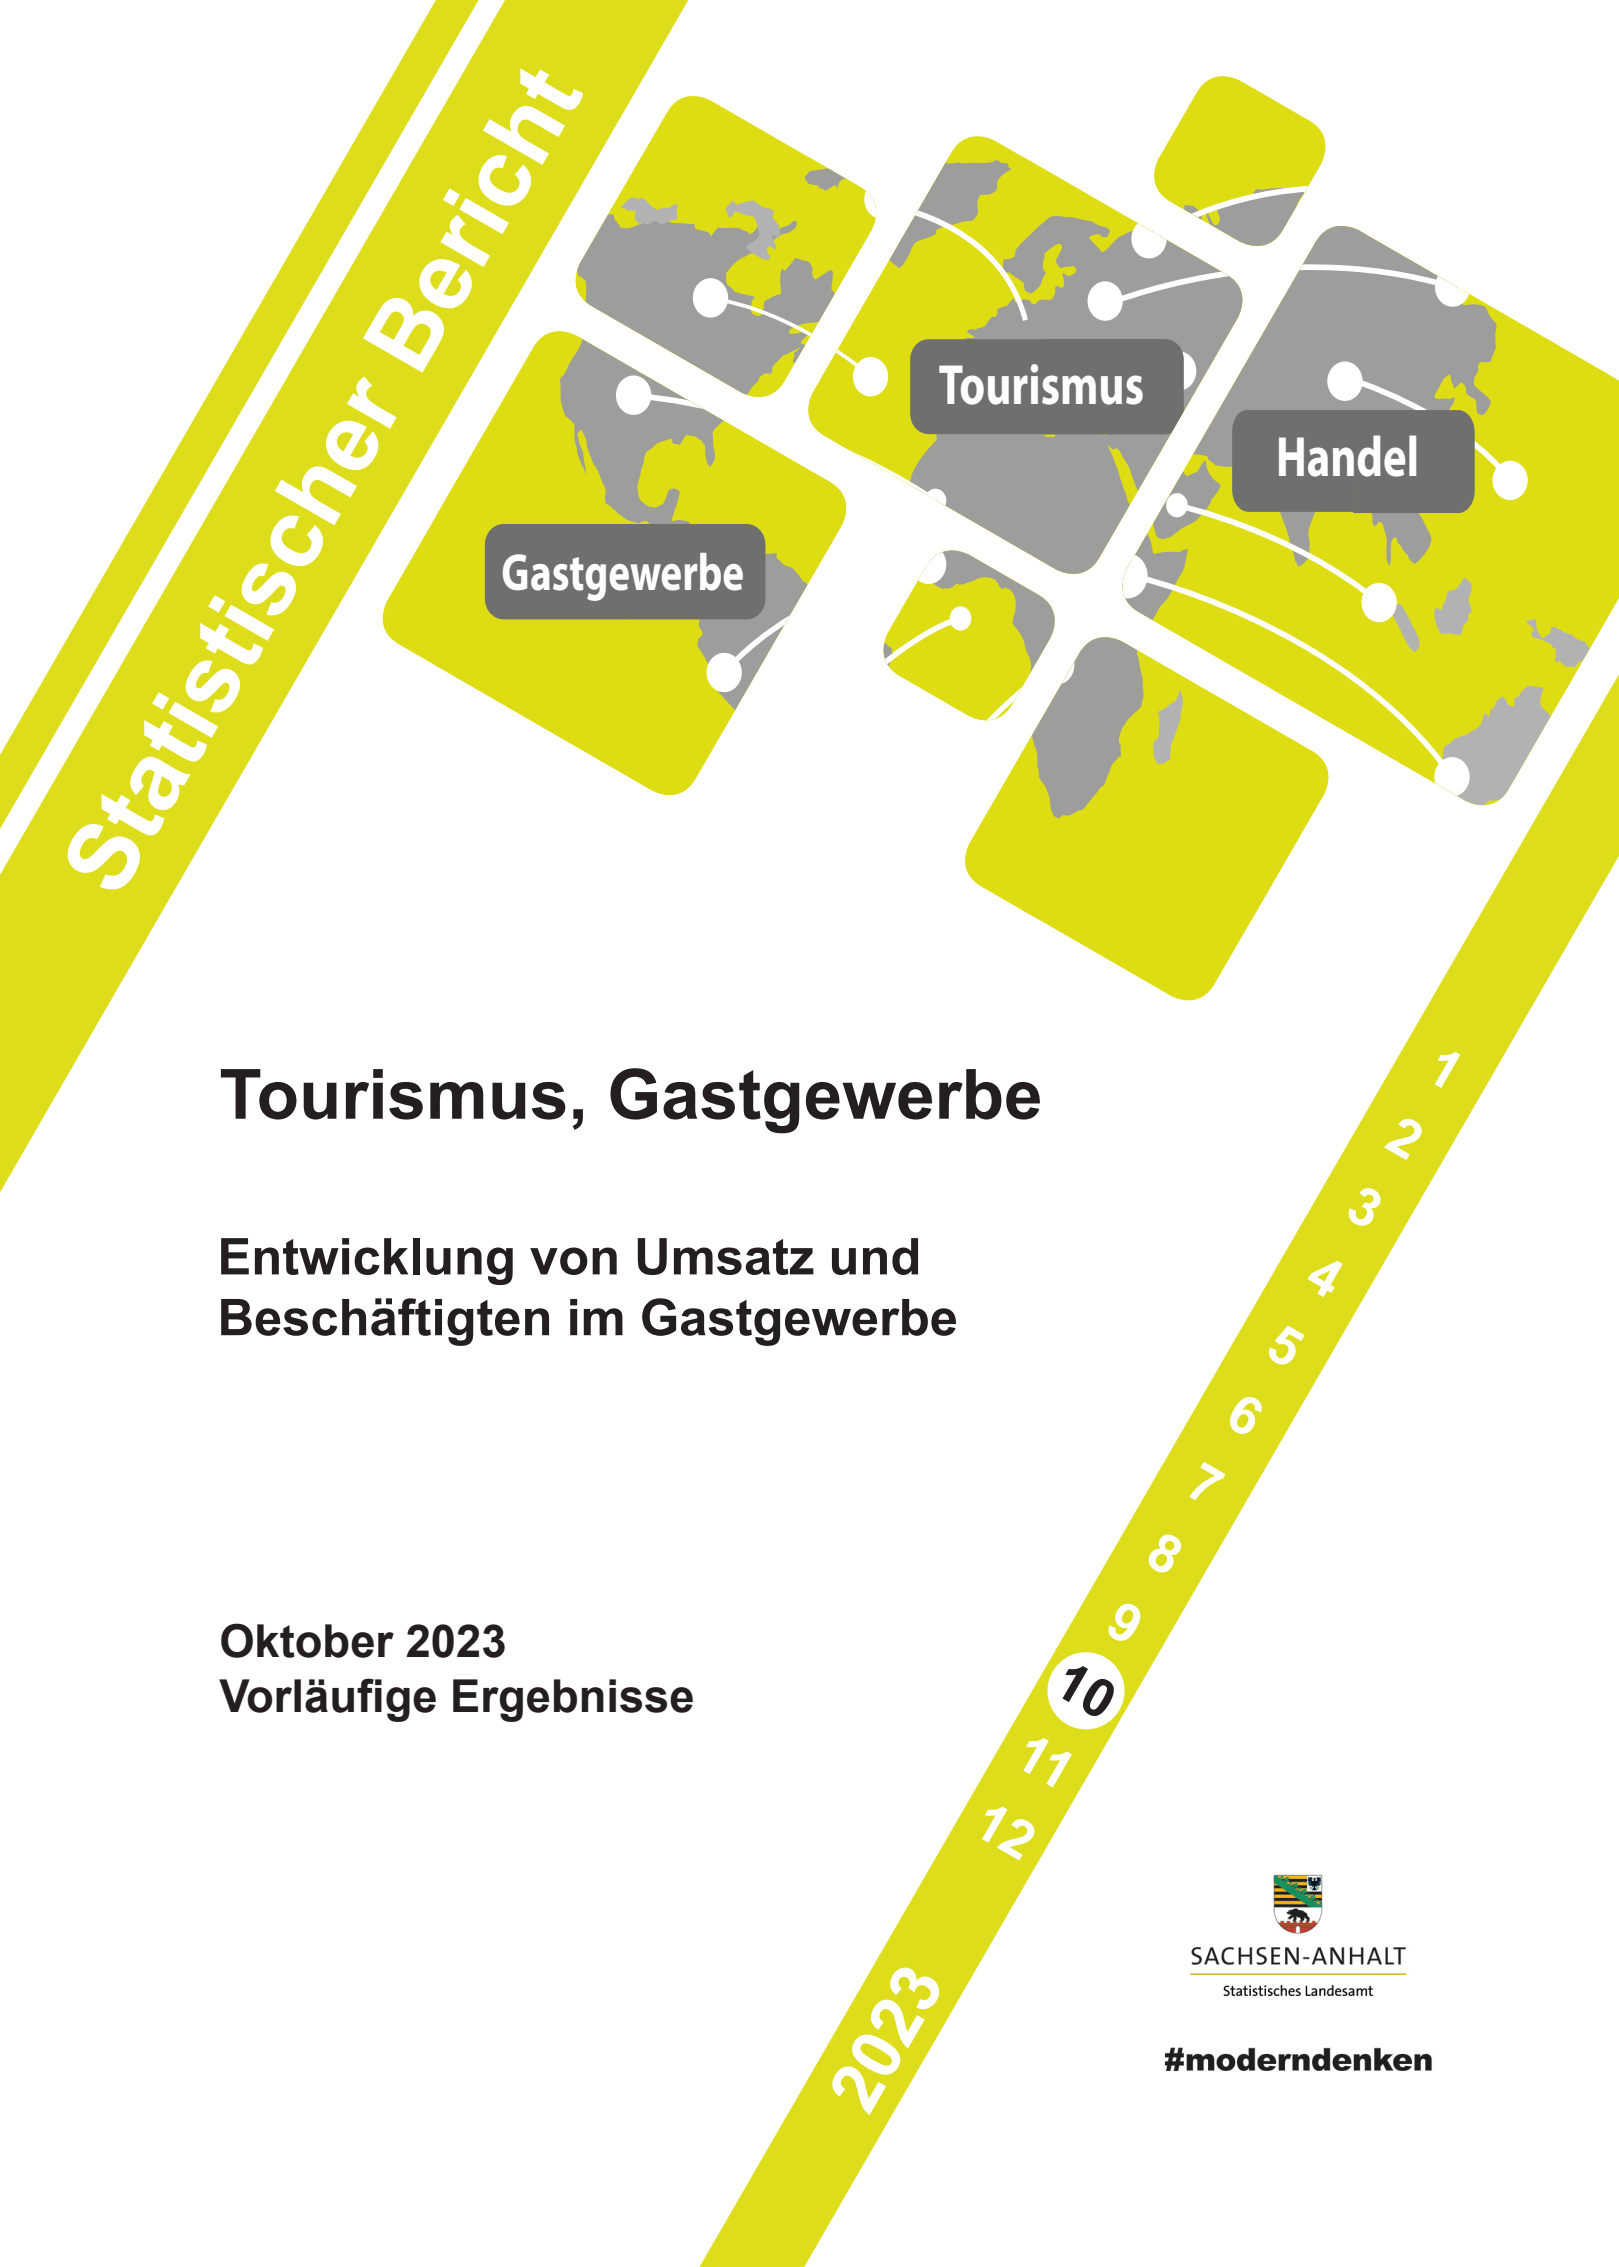 Statistischer Bericht
Tourismus
Handel
Gastgewerbe
Tourismus, Gastgewerbe
Entwicklung von Umsatz und
Beschäftigten im Gastgewerbe
Oktober 2023
Vorläufige Ergebnisse
1
2
3
4
5
6
7
8
9
10
11
12
2023
SACHSEN-ANHALT
Statistisches Landesamt
#moderndenken